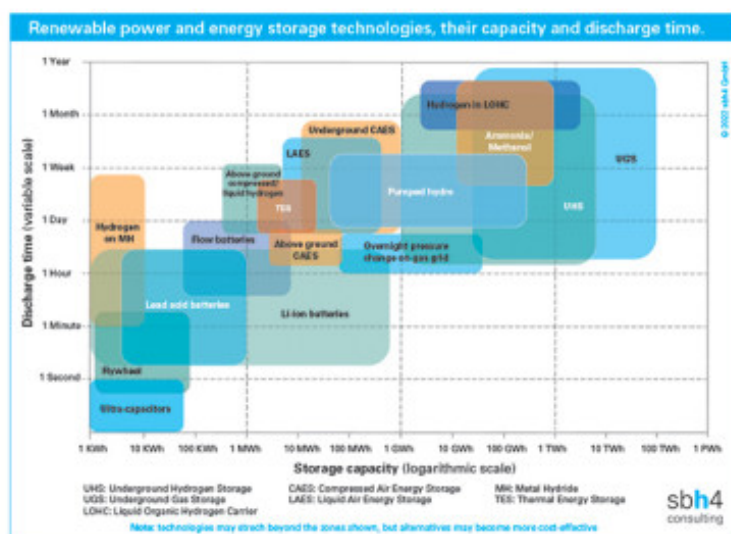 Renewable power and energy storage technologies, their capacity and discharge time.
© 2022 sbh4 GmbH
Discharge time (variable scale)
1 Year
1 Month
1 Week
1 Day
1 Hour
1 Minute
1 Second
Hydrogen in LOHC
Ammonia/
Methanol
UGS
Underground CAES
LAES
Above ground
compressed/
liquid hydrogen
TES
Pumped hydro
UHS
Hydrogen
on MH
Flow batteries
Above ground
CAES
Overnight pressure
change on gas grid
Lead acid batteries
Li-ion batteries
Flywheel
Ultra capacitors
1 KWh
10 KWh
100 KWh
1 MWh
10 MWh
100 MWh
1 GWh
10 GWh
100 GWh
1 TWh
10 TWh
500 TWh
1 PWh
Storage capacity (logarithmic scale)
UHS: Underground Hydrogen Storage
CAES: Compressed Air Energy Storage
MH: Metal Hydride
UGS: Underground Gas Storage
LAES: Liquid Air Energy Storage
TES: Thermal Energy Storage
LOHC: Liquid Organic Hydrogen Carrier
sbh4
consulting
Note: technologies may strech beyond the zones shown, but alternatives may become more cost-effective